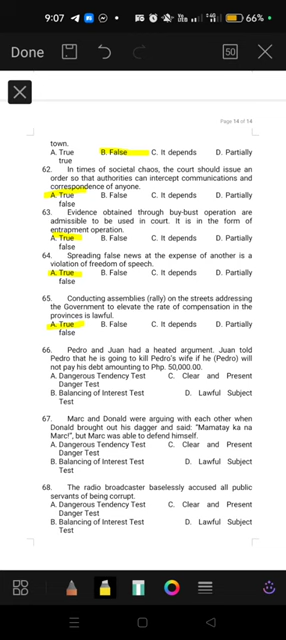 9:07
66%
Done
50
Page 14 of 14
town.
A. True B. False C. It depends D. Partially
true
62. In times of societal chaos, the court should issue an
order so that authorities can intercept communications and
correspondence of anyone.
A. True B. False C. It depends D. Partially
false
63. Evidence obtained through buy-bust operation are
admissible to be used in court. It is in the form of
entrapment operation.
A. True B. False C. It depends D. Partially
false
64. Spreading false news at the expense of another is a
violation of freedom of speech.
A. True B. False C. It depends D. Partially
false
65. Conducting assemblies (rally) on the streets addressing
the Government to elevate the rate of compensation in the
provinces is lawful.
A. True B. False C. It depends D. Partially
false
66. Pedro and Juan had a heated argument. Juan told
Pedro that he is going to kill Pedro's wife if he (Pedro) will
not pay his debt amounting to Php. 50,000.00.
A. Dangerous Tendency Test C. Clear and Present
Danger Test
B. Balancing of Interest Test D. Lawful Subject
Test
67. Marc and Donald were arguing with each other when
Donald brought out his dagger and said: "Mamatay ka na
Marc!", but Marc was able to defend himself.
A. Dangerous Tendency Test C. Clear and Present
Danger Test
B. Balancing of Interest Test D. Lawful Subject
Test
68. The radio broadcaster baselessly accused all public
servants of being corrupt.
A. Dangerous Tendency Test C. Clear and Present
Danger Test
B. Balancing of Interest Test D. Lawful Subject
Test